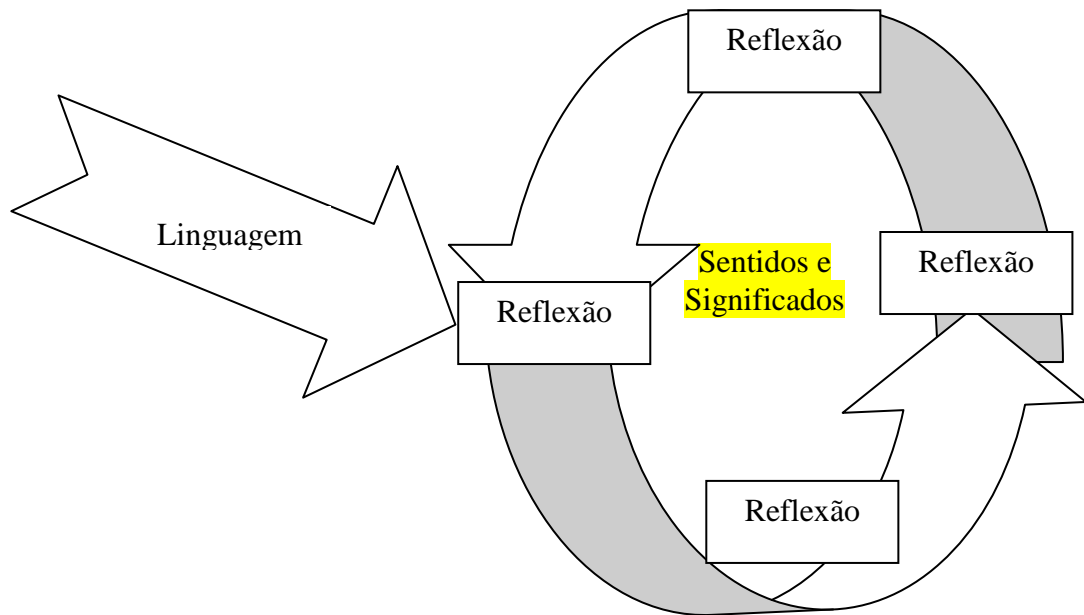 Reflexão
Linguagem
Sentidos e
Significados
Reflexão
Reflexão
Reflexão